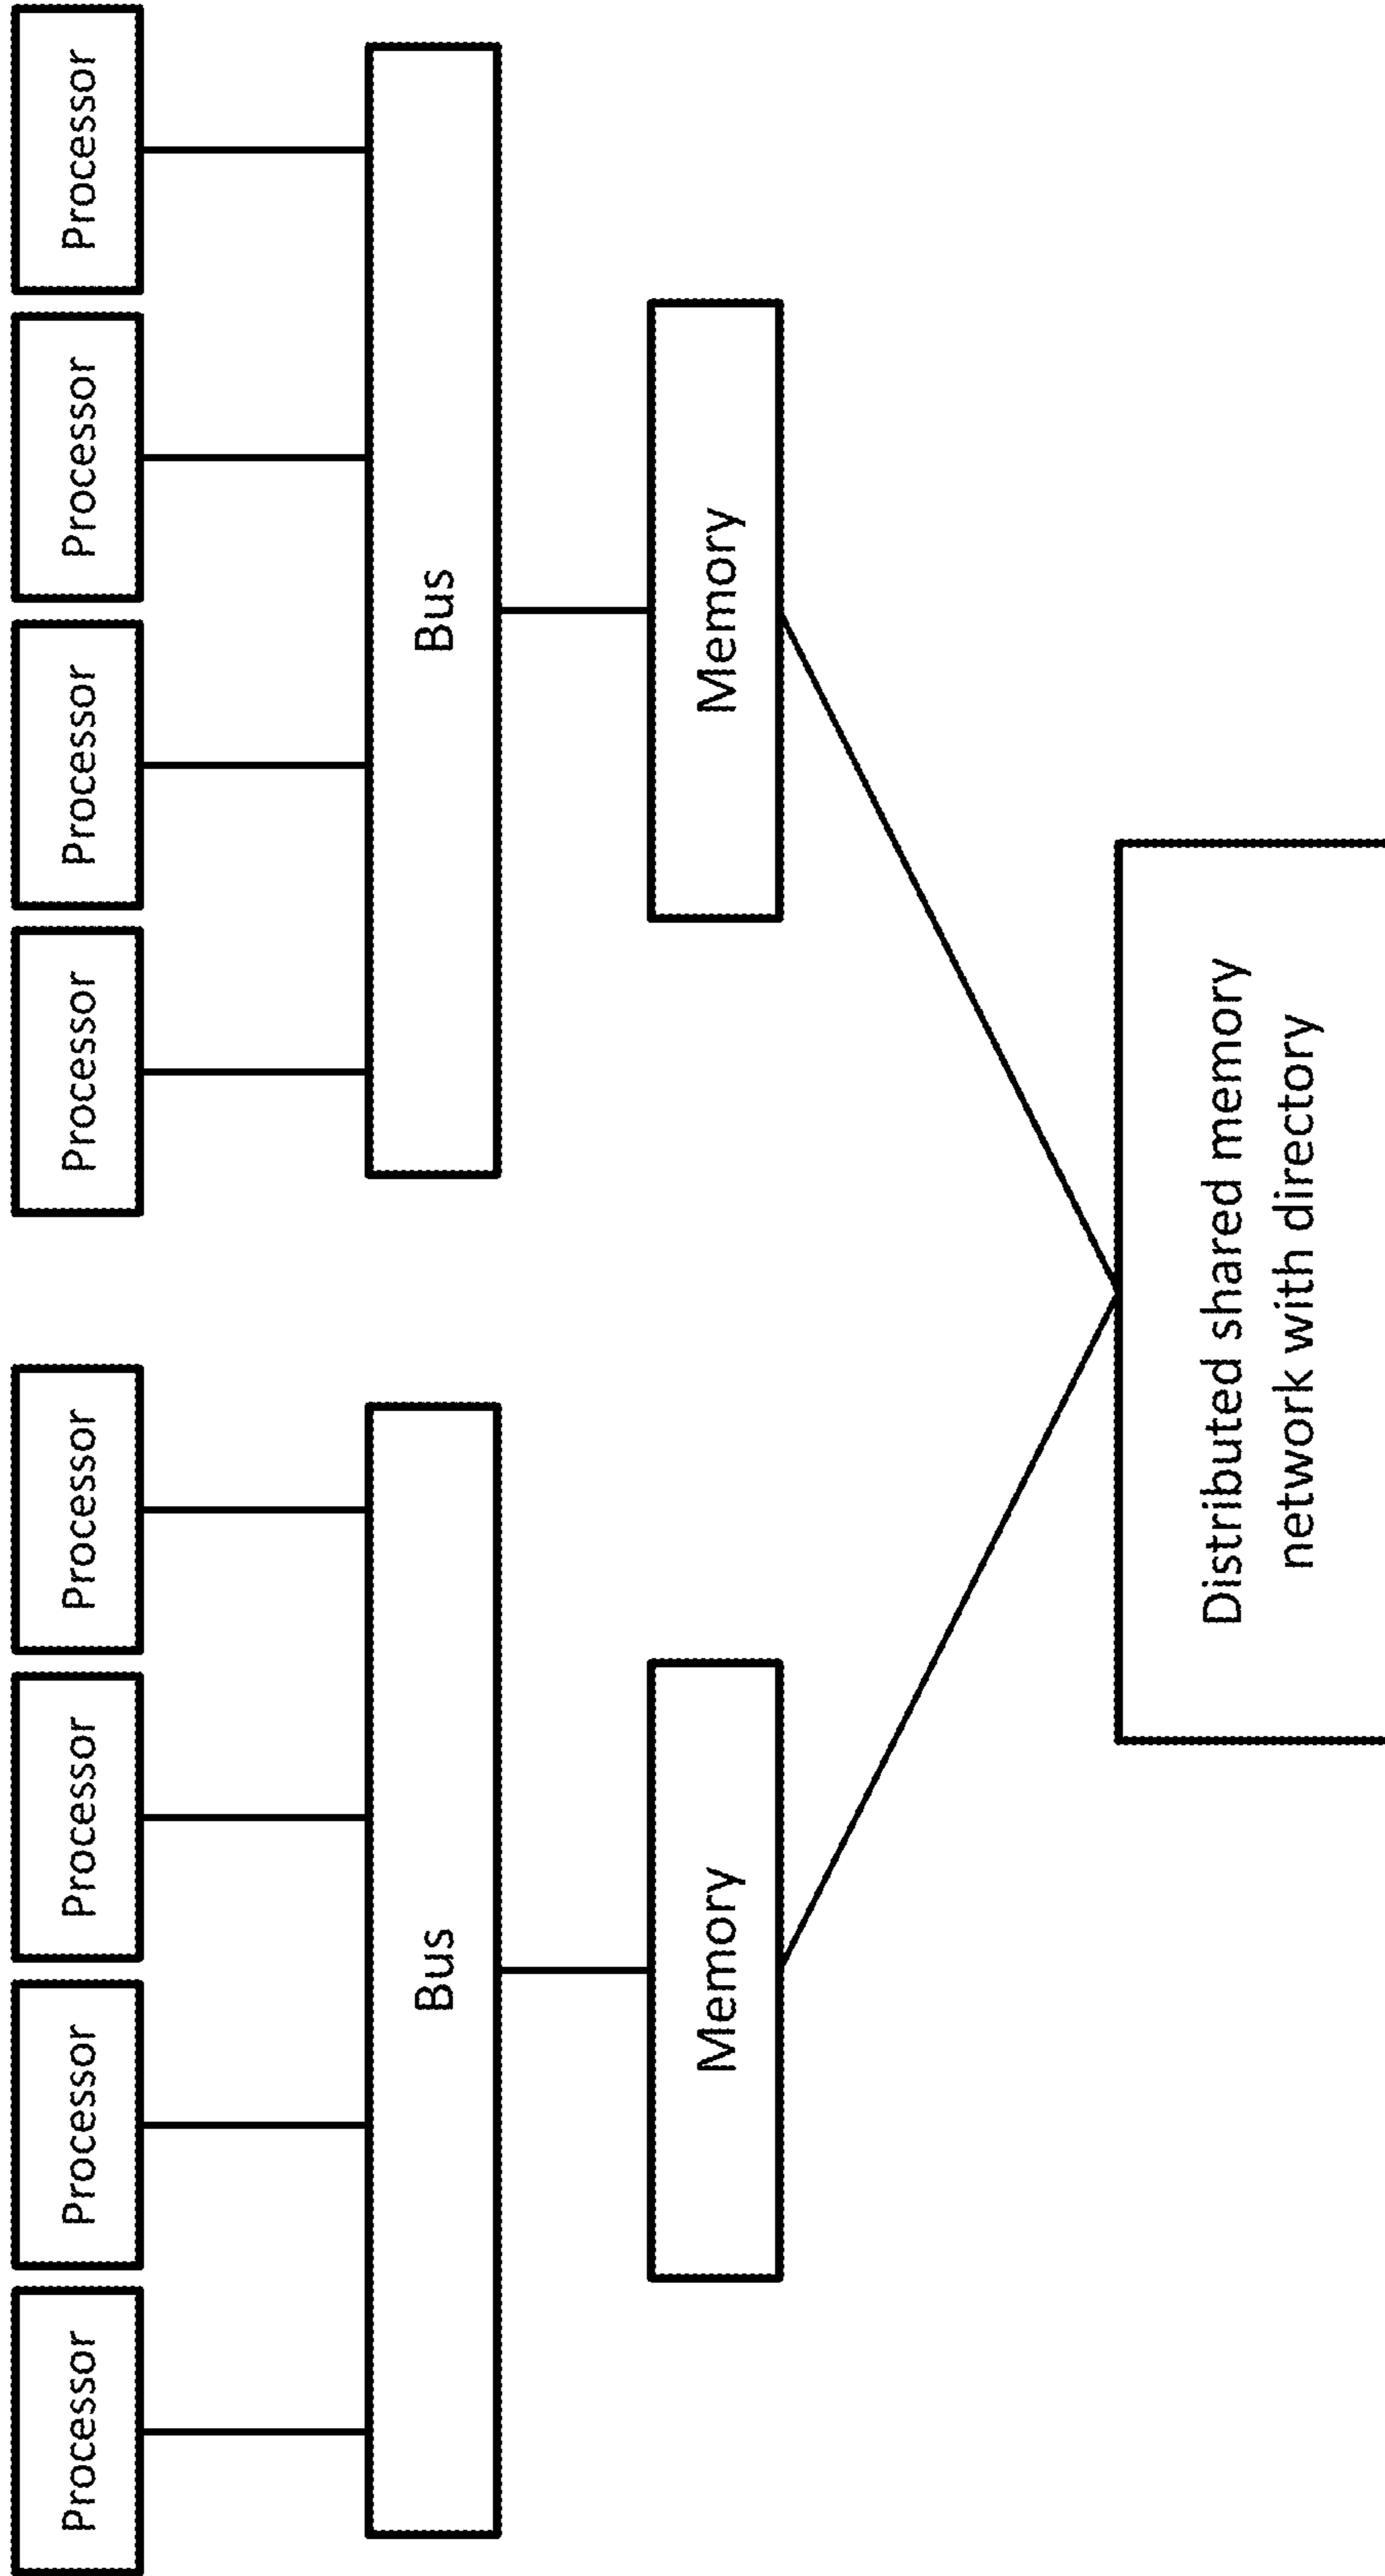 Processor
Processor
Processor
Processor
Processor
Processor
Processor
Processor
Bus
Bus
Memory
Memory
Distributed shared memory
network with directory